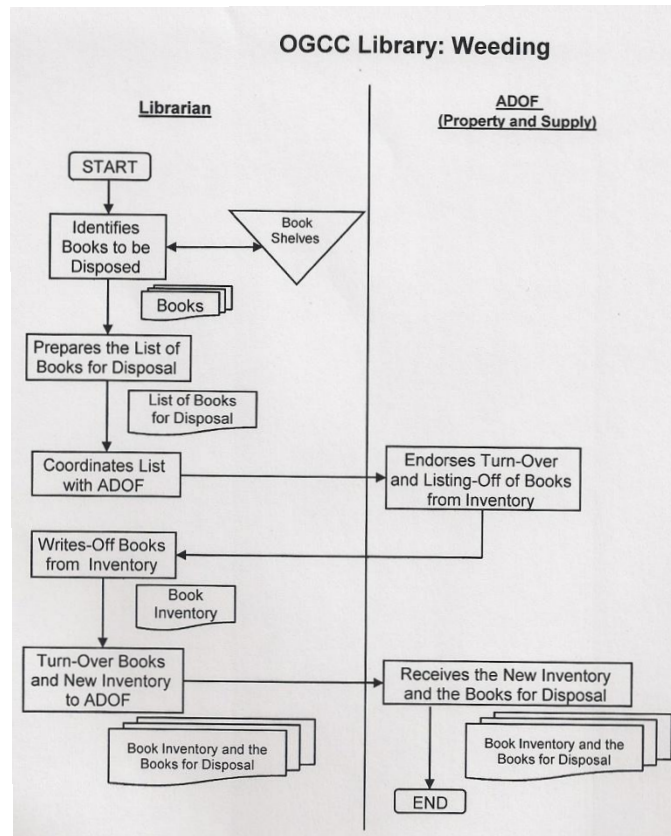 OGCC Library: Weeding
Librarian
ADOF
(Property and Supply)
START
Identifies
Books to be
Disposed
Book
Shelves
Books
Prepares the List of
Books for Disposal
List of Books
for Disposal
Coordinates List
with ADOF
Endorses Turn-Over
and Listing-Off of Books
from Inventory
Writes-Off Books
from Inventory
Book
Inventory
Turn-Over Books
and New Inventory
to ADOF
Receives the New Inventory
and the Books for Disposal
Book Inventory and the
Books for Disposal
Book Inventory and the
Books for Disposal
END